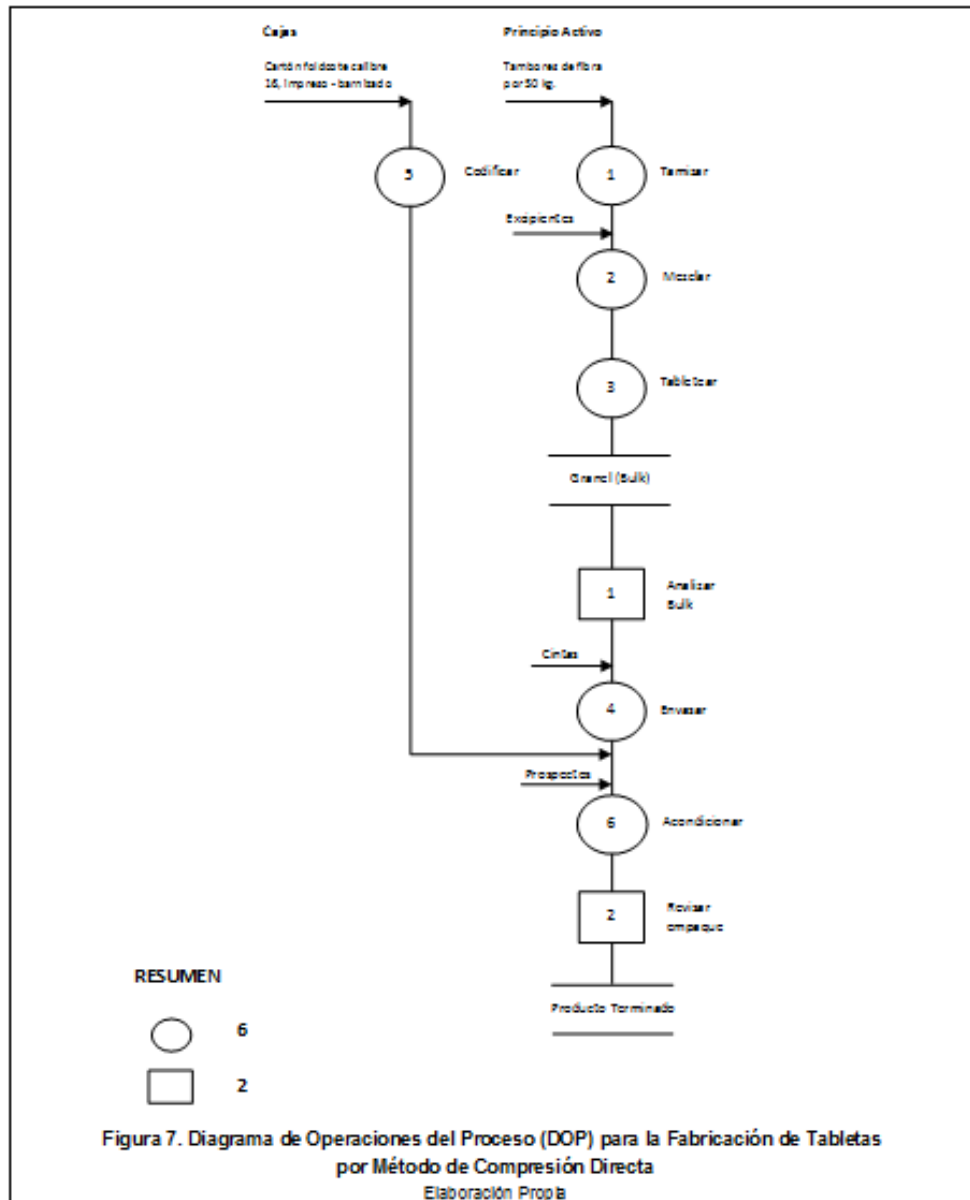 Cajas
Cartón foldcote calibre
16, Impreso - barnizado
Principio Activo
Tambores de fibra
por 50 kg.
5
Codificar
1
Tamizar
Excipientes
2
Mezclar
3
Tabletear
Granel (Bulk)
1
Analizar
Bulk
Cintas
4
Envasar
Prospectos
6
Acondicionar
2
Revisar
empaque
Producto Terminado
RESUMEN
6
2
Figura 7. Diagrama de Operaciones del Proceso (DOP) para la Fabricación de Tabletas
por Método de Compresión Directa
Elaboración Propia